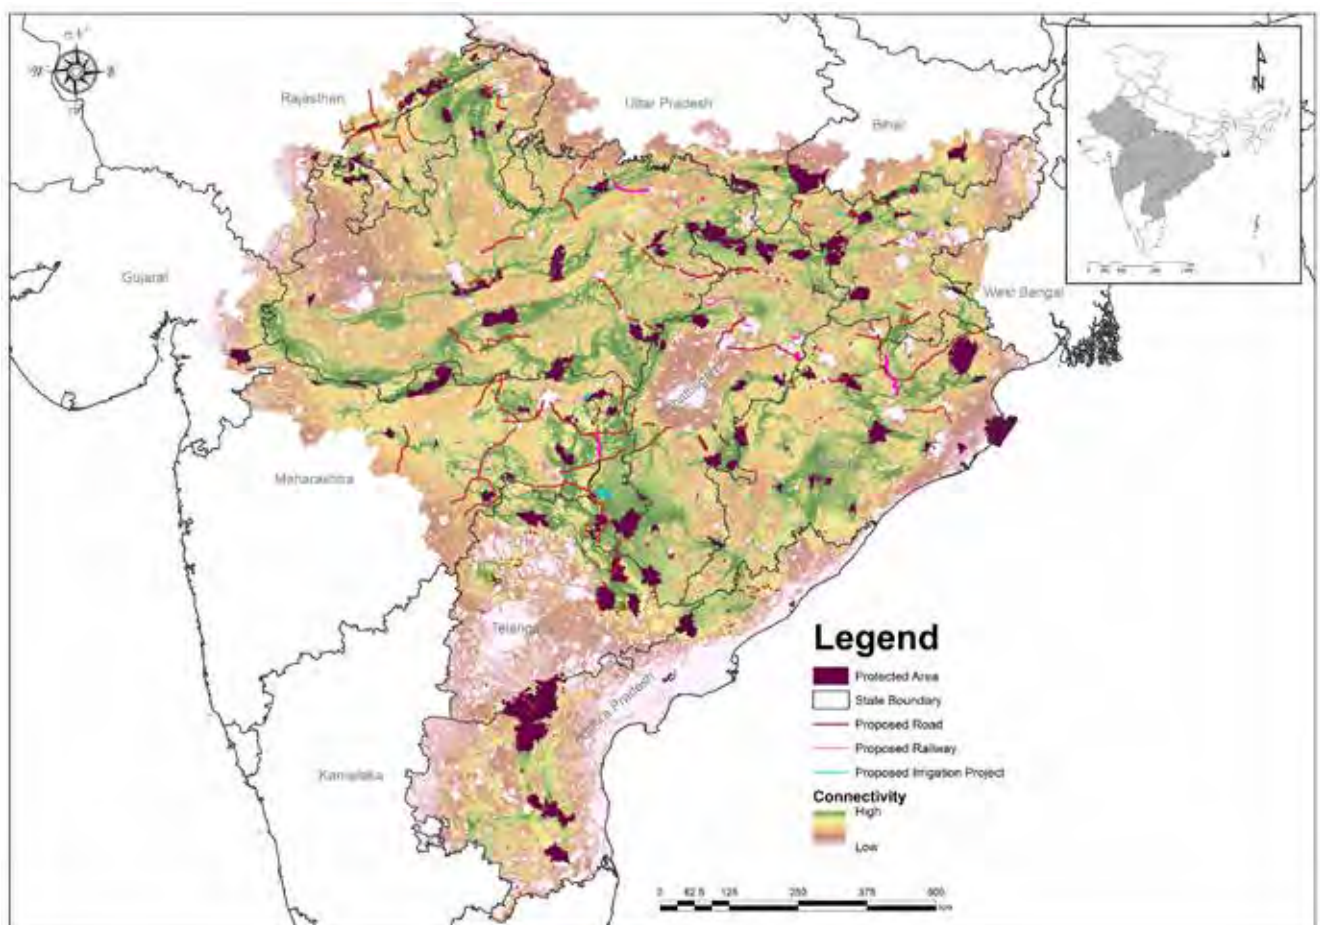 Rajasthan
Uttar Pradesh
Bihar
N
Gujarat
West Bengal
Maharashtra
Telanga
Andhra Pradesh
Karnataka
Legend
Protected Area
State Boundary
Proposed Road
Proposed Railway
Proposed Irrigation Project
Connectivity
High
Low
0 62.5 125 250 375 500